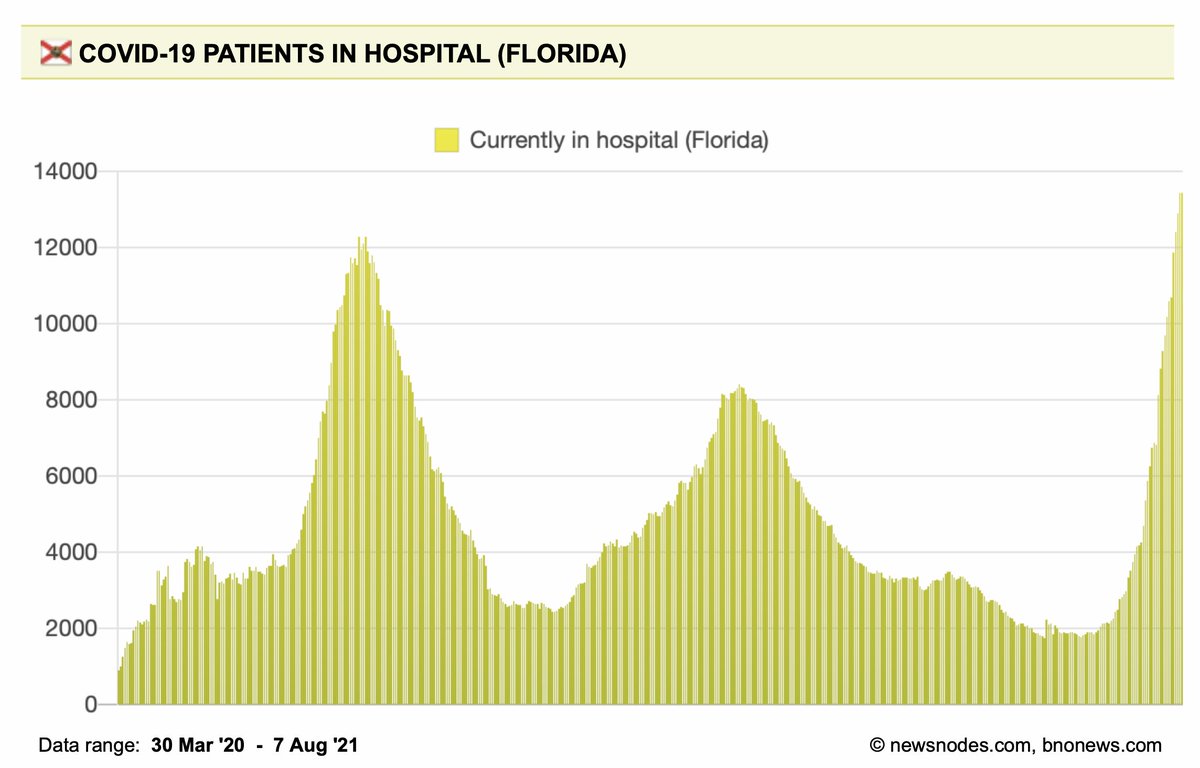 COVID-19 PATIENTS IN HOSPITAL (FLORIDA)
Currently in hospital (Florida)
14000
12000
10000
8000
6000
4000
2000
0
Data range: 30 Mar '20 - 7 Aug '21
© newsnodes.com, bnonews.com